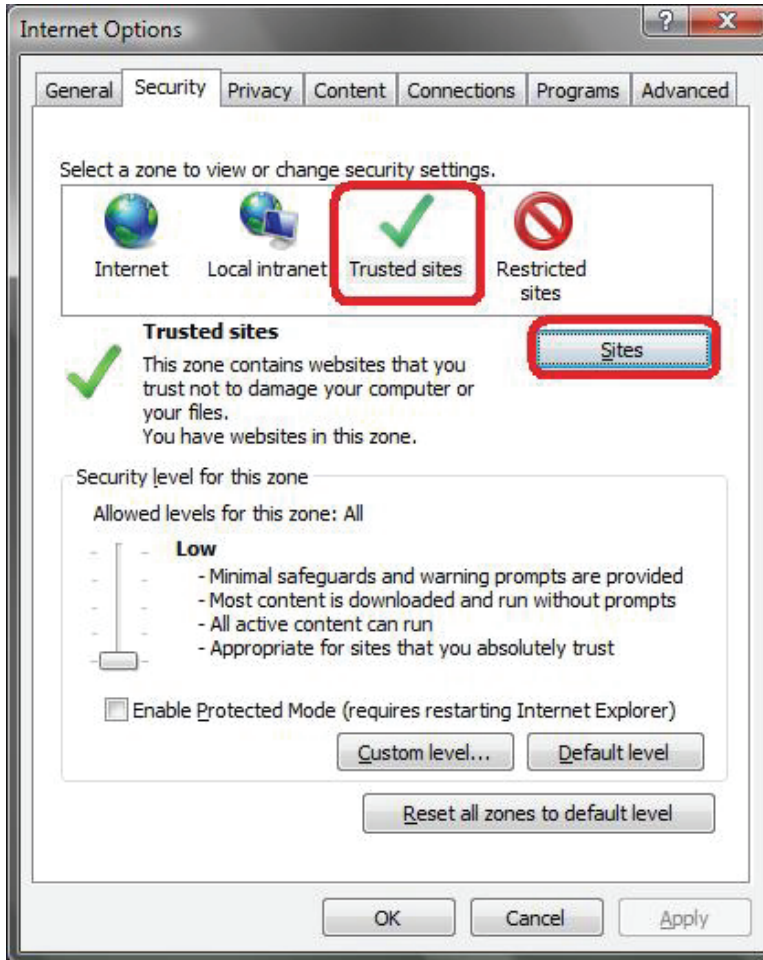 Internet Options
?
X
General Security Privacy Content Connections Programs Advanced
Select a zone to view or change security settings.
Internet Local intranet Trusted sites Restricted
sites
Trusted sites
Sites
This zone contains websites that you
trust not to damage your computer or
your files.
You have websites in this zone.
Security level for this zone
Allowed levels for this zone: All
Low
- Minimal safeguards and warning prompts are provided
- Most content is downloaded and run without prompts
- All active content can run
- Appropriate for sites that you absolutely trust
Enable Protected Mode (requires restarting Internet Explorer)
Custom level... Default level
Reset all zones to default level
OK Cancel Apply